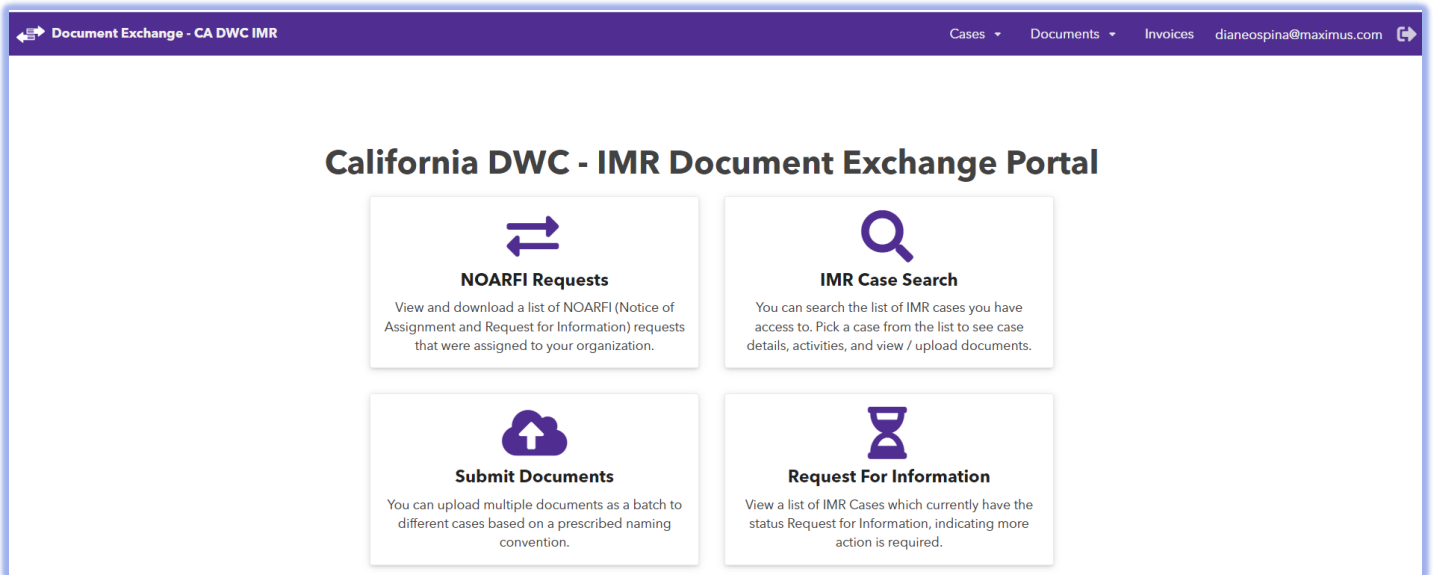 Document Exchange - CA DWC IMR
Cases
Documents
Invoices
dianeospina@maximus.com
California DWC - IMR Document Exchange Portal
NOARFI Requests
View and download a list of NOARFI (Notice of
Assignment and Request for Information) requests
that were assigned to your organization.
IMR Case Search
You can search the list of IMR cases you have
access to. Pick a case from the list to see case
details, activities, and view / upload documents.
Submit Documents
You can upload multiple documents as a batch to
different cases based on a prescribed naming
convention.
Request For Information
View a list of IMR Cases which currently have the
status Request for Information, indicating more
action is required.